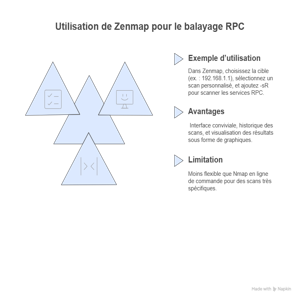 Utilisation de Zenmap pour le balayage RPC
Exemple d'utilisation
Dans Zenmap, choisissez la cible
(ex. : 192.168.1.1), sélectionnez un
scan personnalisé, et ajoutez -sR
pour scanner les services RPC.
Avantages
Interface conviviale, historique des
scans, et visualisation des résultats
sous forme de graphiques.
Limitation
Moins flexible que Nmap en ligne
de commande pour des scans très
spécifiques.
Made with Napkin